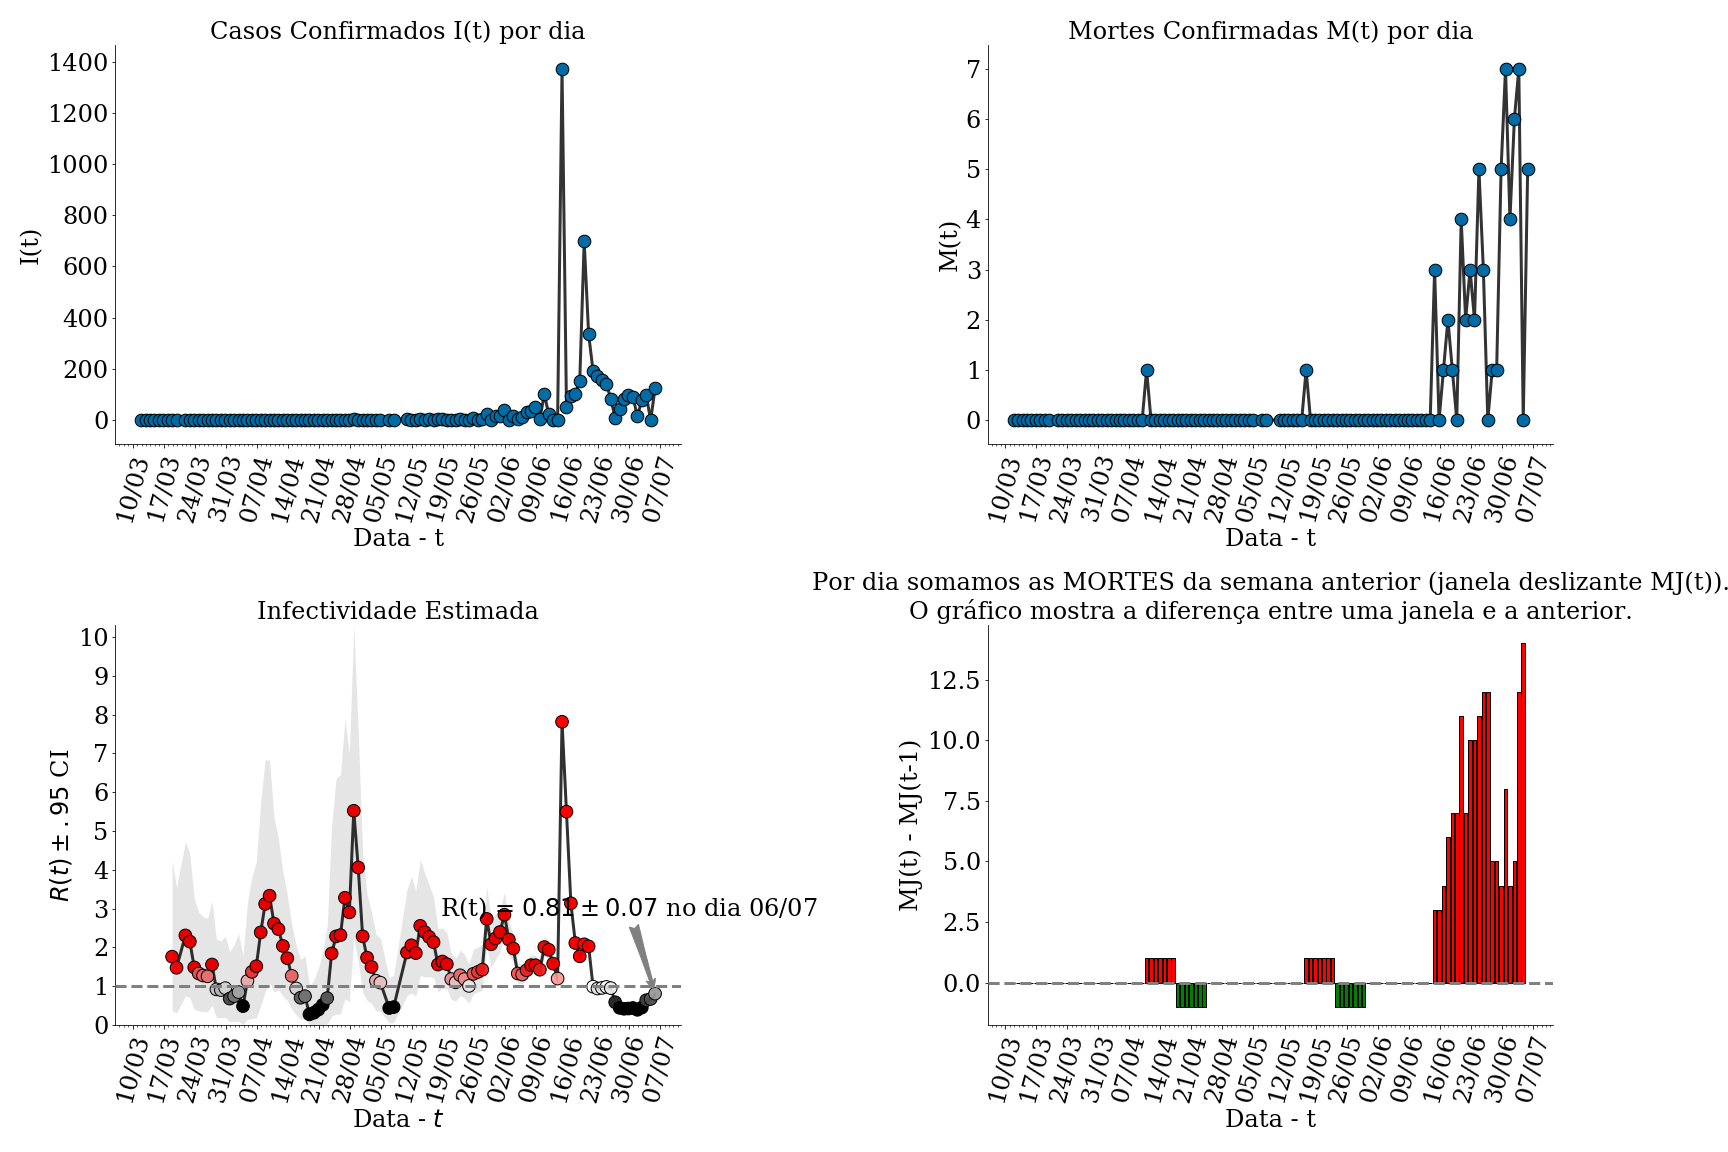 Casos Confirmados I(t) por dia
I(t)
1400
1200
1000
800
600
400
200
0
10/03 17/03 24/03 31/03 07/04 14/04 21/04 28/04 05/05 12/05 19/05 26/05 02/06 09/06 16/06 23/06 30/06 07/07
Data - t
Mortes Confirmadas M(t) por dia
M(t)
7
6
5
4
3
2
1
0
10/03 17/03 24/03 31/03 07/04 14/04 21/04 28/04 05/05 12/05 19/05 26/05 02/06 09/06 16/06 23/06 30/06 07/07
Data - t
Infectividade Estimada
R(t) ± .95 CI
10
9
8
7
6
5
4
3
2
1
0
R(t) = 0.81 ± 0.07 no dia 06/07
10/03 17/03 24/03 31/03 07/04 14/04 21/04 28/04 05/05 12/05 19/05 26/05 02/06 09/06 16/06 23/06 30/06 07/07
Data - t
Por dia somamos as MORTES da semana anterior (janela deslizante MJ(t)).
O gráfico mostra a diferença entre uma janela e a anterior.
MJ(t) - MJ(t-1)
12.5
10.0
7.5
5.0
2.5
0.0
10/03 17/03 24/03 31/03 07/04 14/04 21/04 28/04 05/05 12/05 19/05 26/05 02/06 09/06 16/06 23/06 30/06 07/07
Data - t